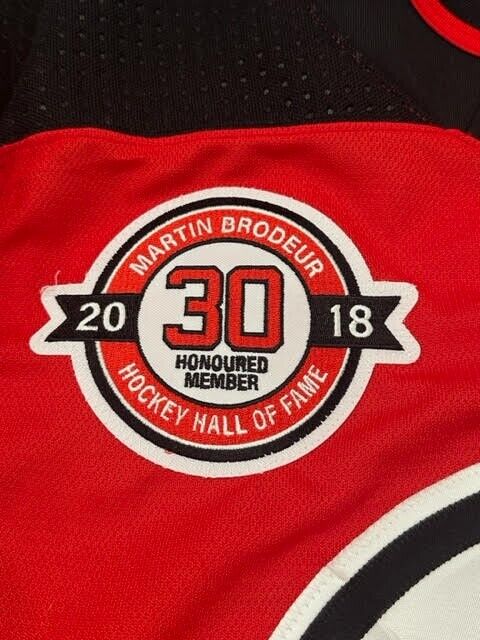 MARTIN BRODEUR
20 30 18
HONOURED
MEMBER
HOCKEY HALL OF FAME